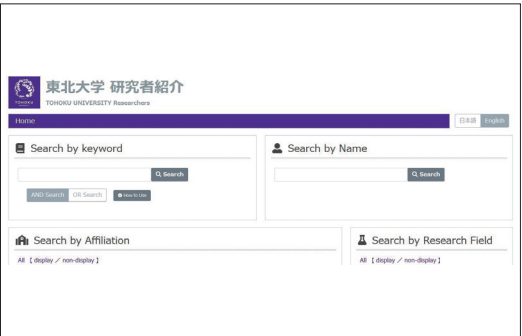 東北大学 研究者紹介
TOHOKU
TOHOKU UNIVERSITY Researchers
Home
日本語 English
Search by keyword
Search
AND Search OR Search How to Use
Search by Name
Search
Search by Affiliation
All 【 display ／ non-display 】
Search by Research Field
All 【 display ／ non-display 】